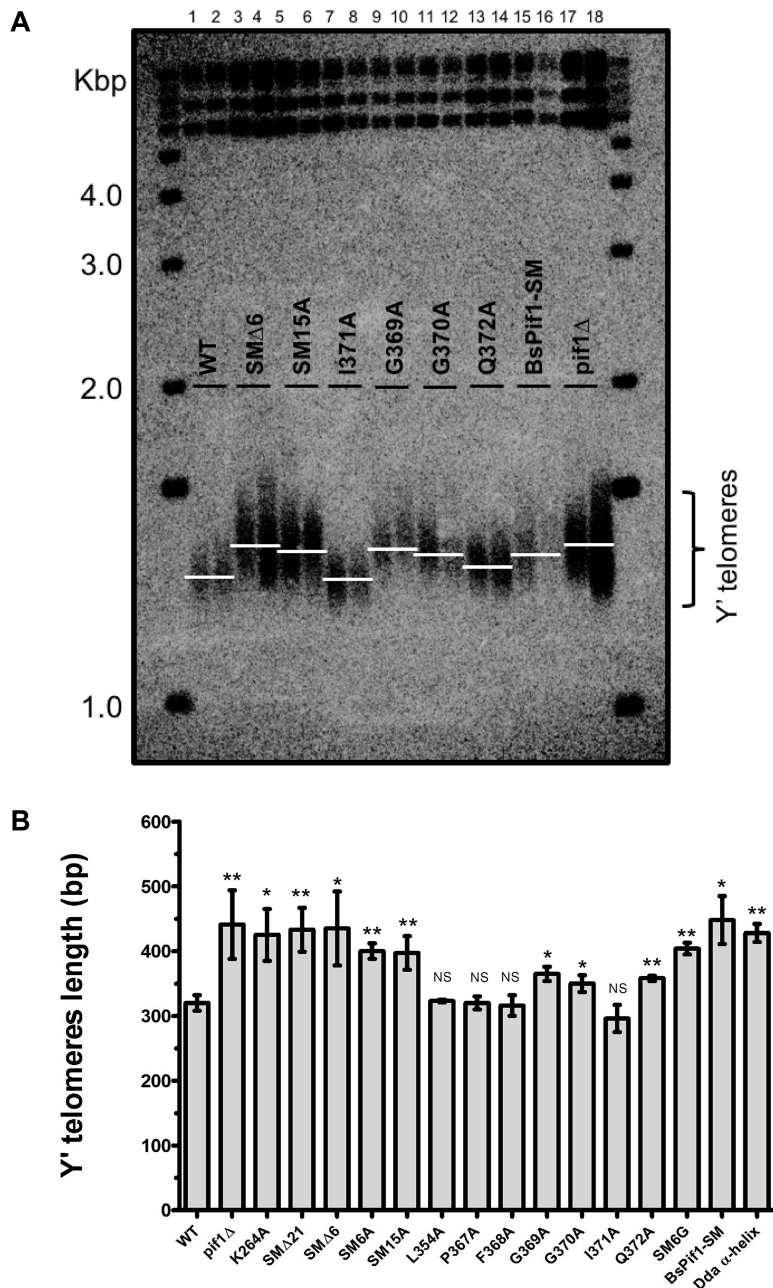 A
1 2 3 4 5 6 7 8 9 10 11 12 13 14 15 16 17 18
Kbp
4.0
3.0
2.0
1.0
WT
SMΔ6
SM15A
I371A
G369A
G370A
Q372A
BsPif1-SM
pif1Δ
Y' telomeres
B
Y' telomeres length (bp)
600
500
400
300
200
100
0
** * ** * ** ** NS NS NS * * NS ** ** * **
WT
pif1Δ
K264A
SMΔ21
SMΔ6
SM6A
SM15A
L354A
P367A
F368A
G369A
G370A
I371A
Q372A
SM6G
BsPif1-SM
Dda α-helix